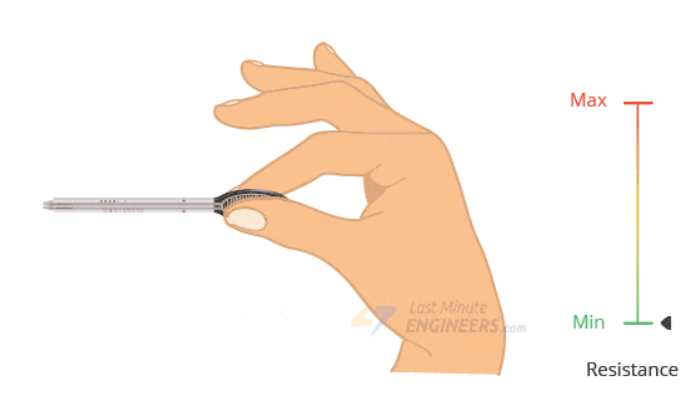 Max
Last Minute
ENGINEERS.com
Min
Resistance